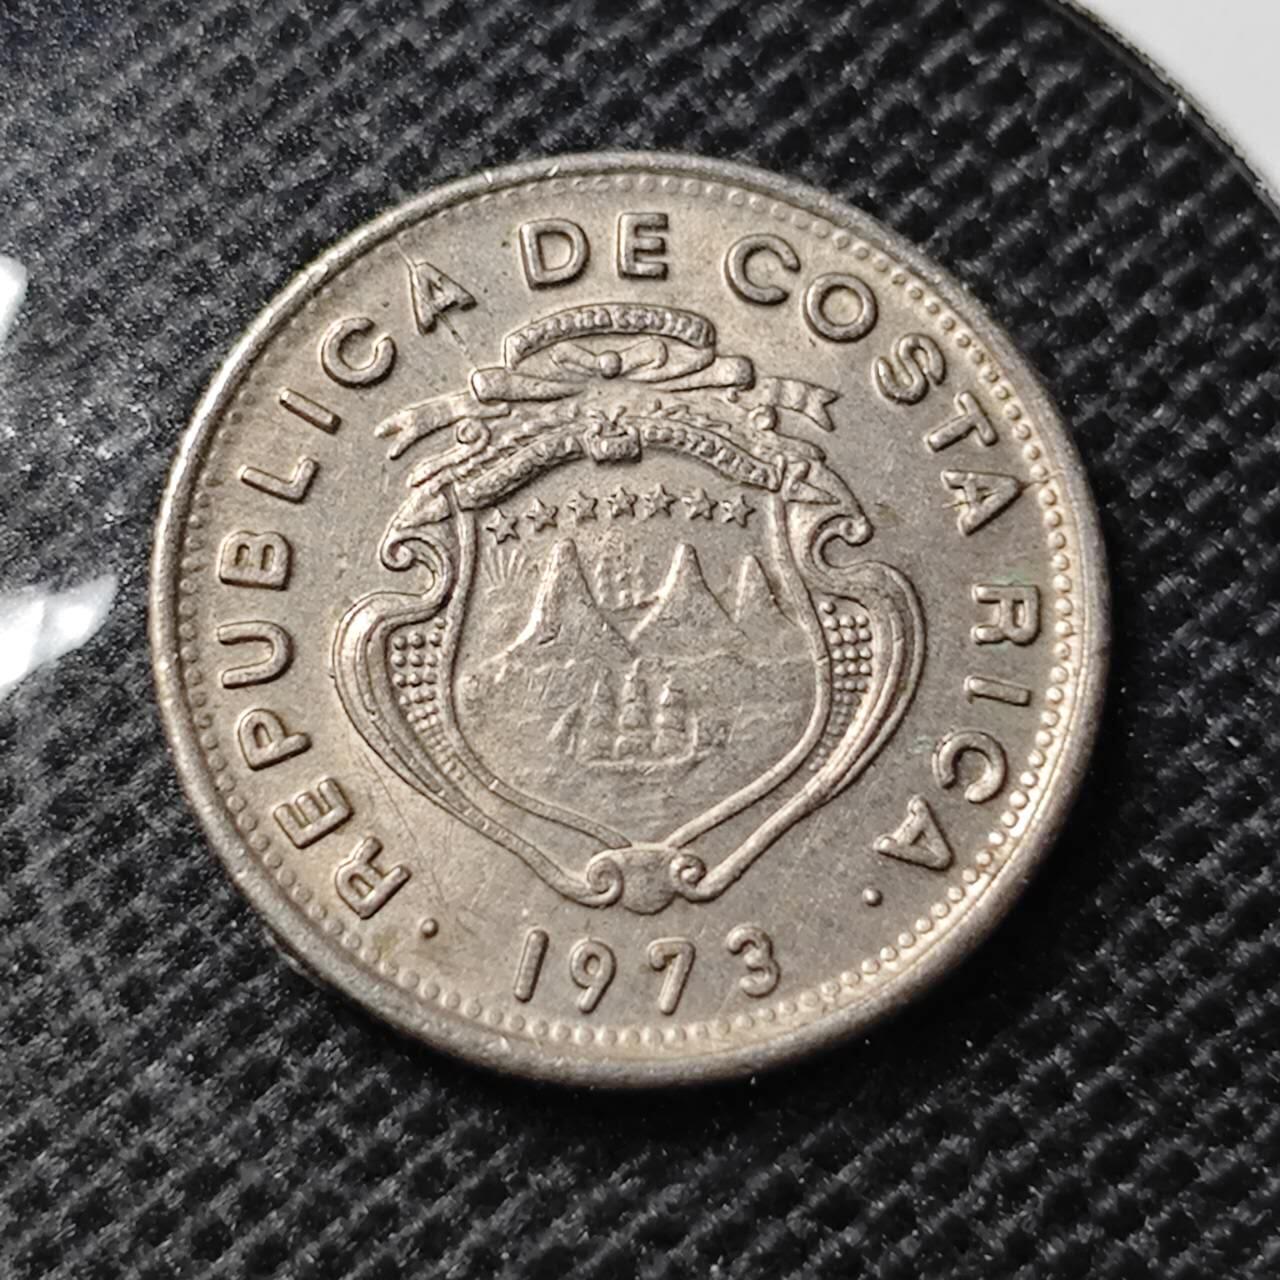 · REPUBLICA DE COSTA RICA ·
1973